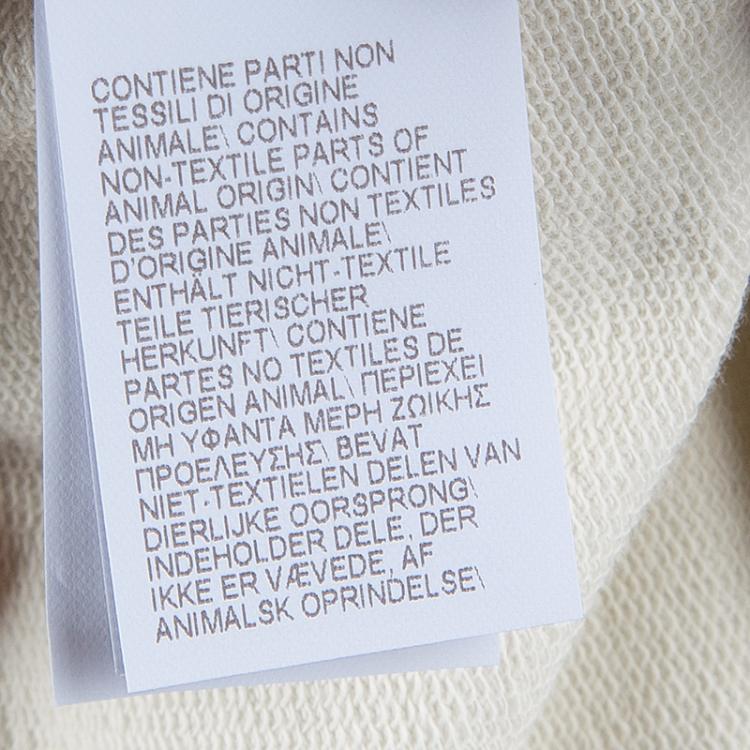 CONTIENE PARTI NON
TESSILI DI ORIGINE
ANIMALE\ CONTAINS
NON-TEXTILE PARTS OF
ANIMAL ORIGIN\ CONTIENT
DES PARTIES NON TEXTILES
D'ORIGINE ANIMALE\
ENTHÄLT NICHT-TEXTILE
TEILE TIERISCHER
HERKUNFT\ CONTIENE
PARTES NO TEXTILES DE
ORIGEN ANIMAL\ ΠΕΡΙΕΧΕΙ
ΜΗ ΥΦΑΝΤΑ ΜΕΡΗ ΖΩΙΚΗΣ
ΠΡΟΕΛΕΥΣΗΣ\ BEVAT
NIET-TEXTIELEN DELEN VAN
DIERLIJKE OORSPRONG\
INDEHOLDER DELE, DER
IKKE ER VÆVEDE, AF
ANIMALSK OPRINDELSE\